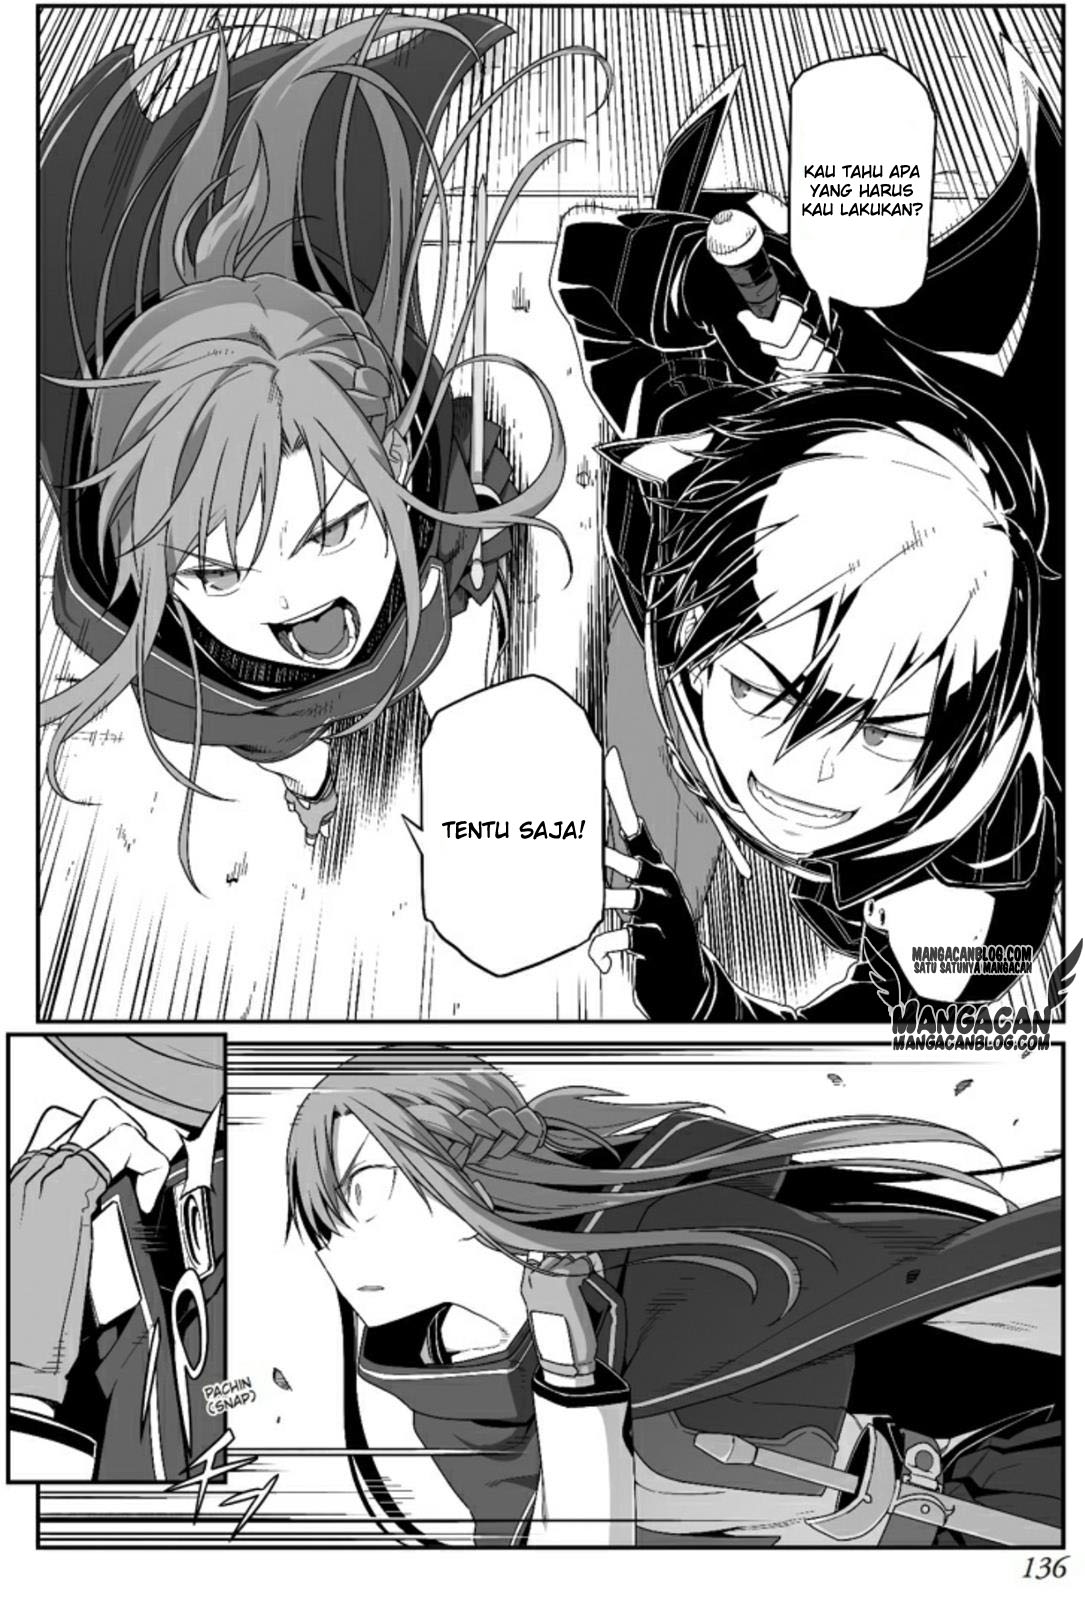 KAU TAHU APA
YANG HARUS
KAU LAKUKAN?
TENTU SAJA!
MANGACANBLOG.COM
SATU SATUNYA MANGACAN
MANGACAN
MANGACANBLOG.COM
PACHIN
(SNAP)
136